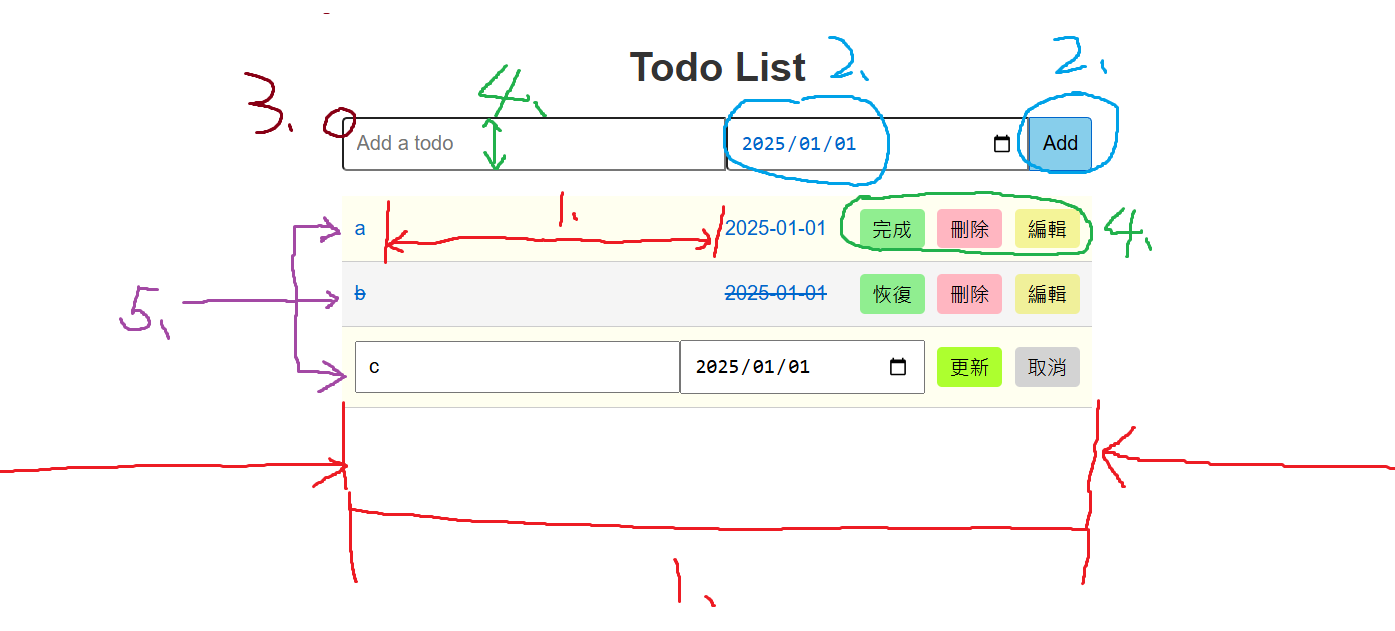 Todo List 2. 2.
3. 4.
Add a todo 2025/01/01 Add
1.
a 2025-01-01 完成 刪除 編輯 4.
b 2025-01-01 恢復 刪除 編輯
5.
c 2025/01/01 更新 取消
1.